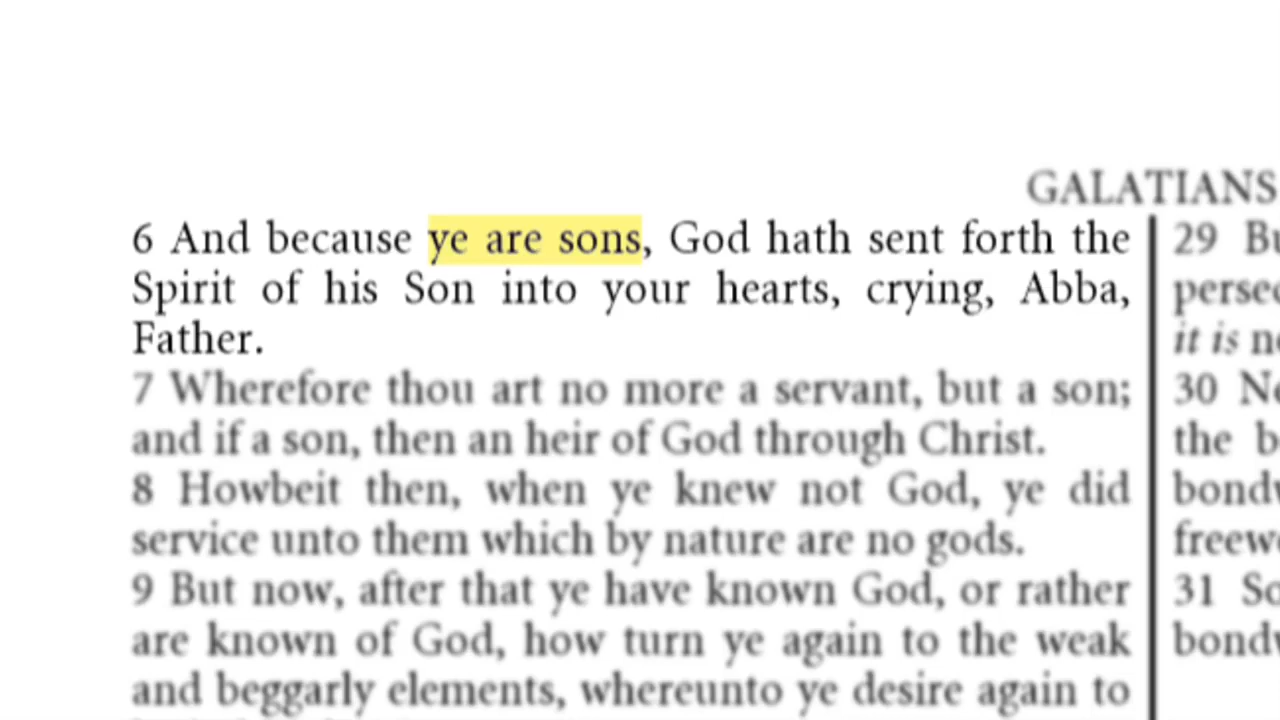 GALATIANS
6 And because ye are sons, God hath sent forth the
Spirit of his Son into your hearts, crying, Abba,
Father.
7 Wherefore thou art no more a servant, but a son;
and if a son, then an heir of God through Christ.
8 Howbeit then, when ye knew not God, ye did
service unto them which by nature are no gods.
9 But now, after that ye have known God, or rather
are known of God, how turn ye again to the weak
and beggarly elements, whereunto ye desire again to
29
it is
30
the
31